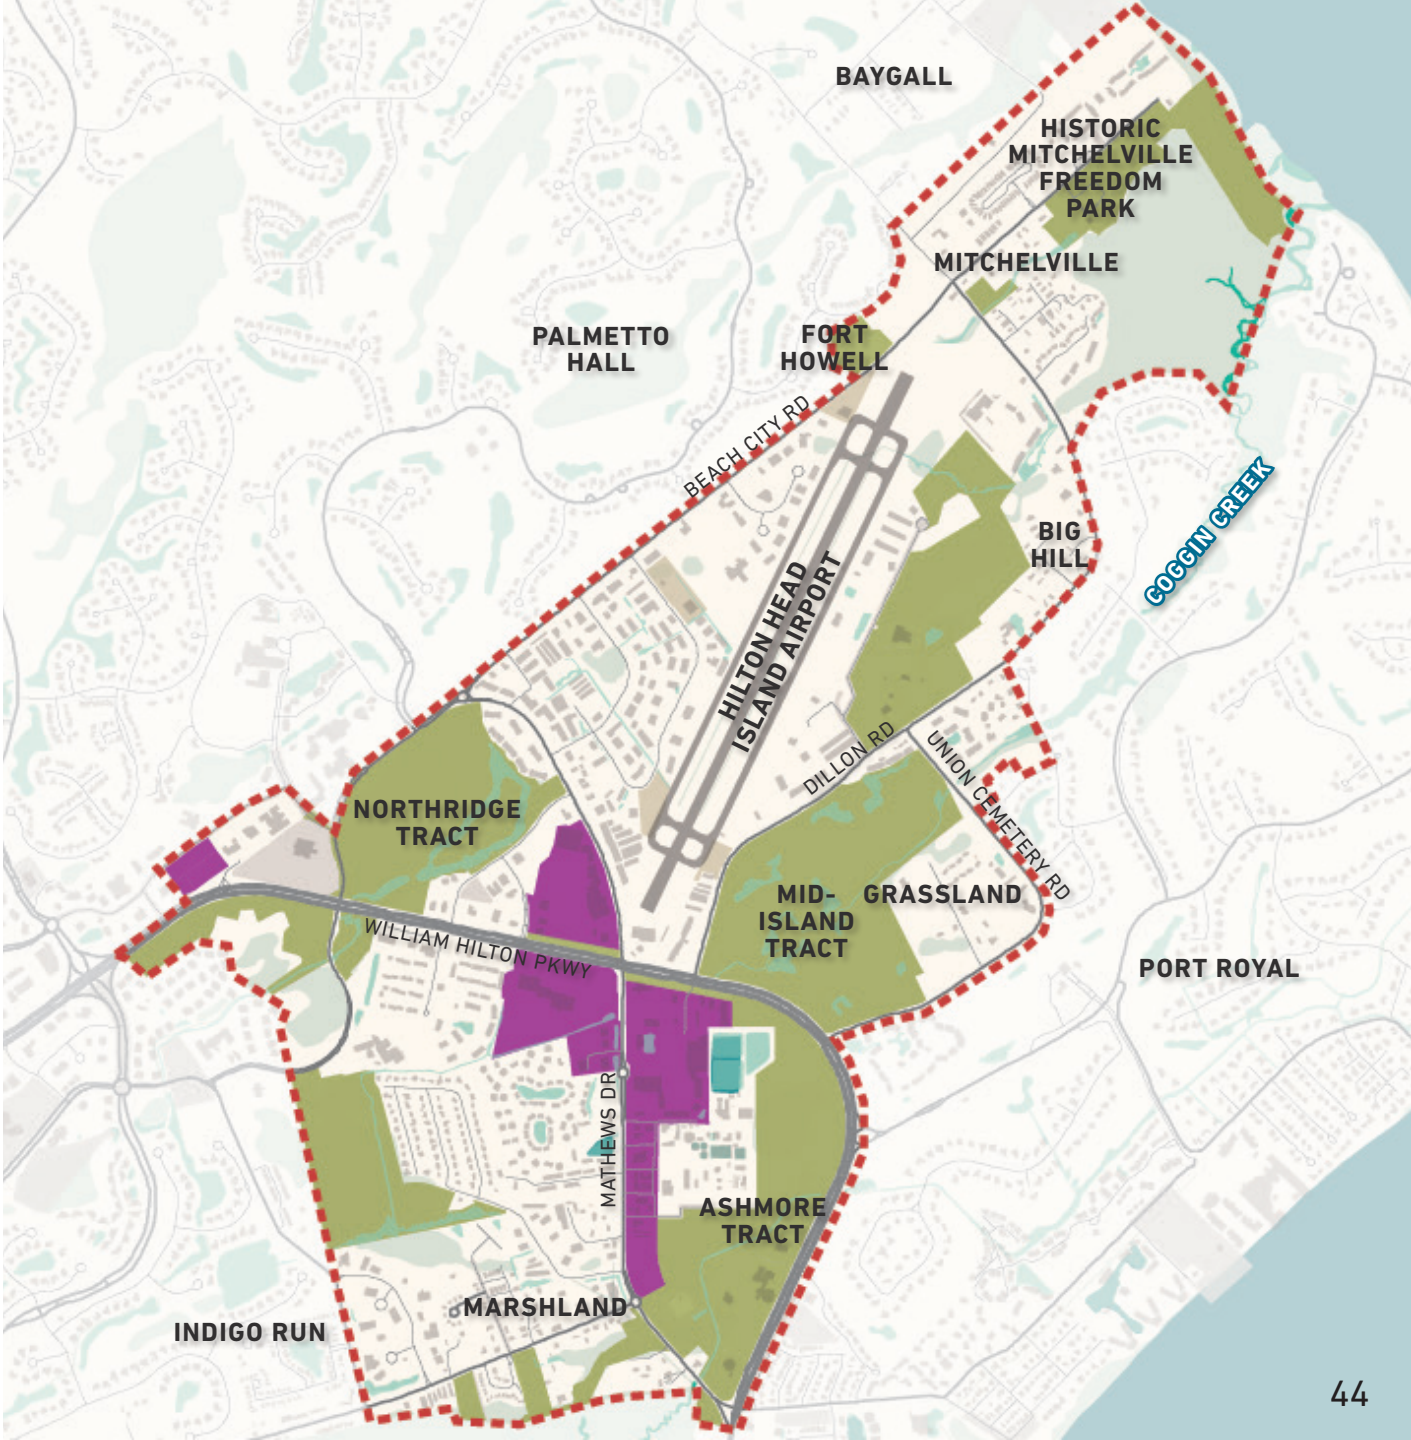 BAYGALL
HISTORIC
MITCHELVILLE
FREEDOM
PARK
MITCHELVILLE
PALMETTO
HALL
FORT
HOWELL
BEACH CITY RD
COGGIN CREEK
BIG
HILL
HILTON HEAD
ISLAND AIRPORT
DILLON RD
UNION CEMETERY RD
NORTHRIDGE
TRACT
MID-
ISLAND
TRACT
GRASSLAND
WILLIAM HILTON PKWY
PORT ROYAL
MATHEWS DR
ASHMORE
TRACT
MARSHLAND
INDIGO RUN
44